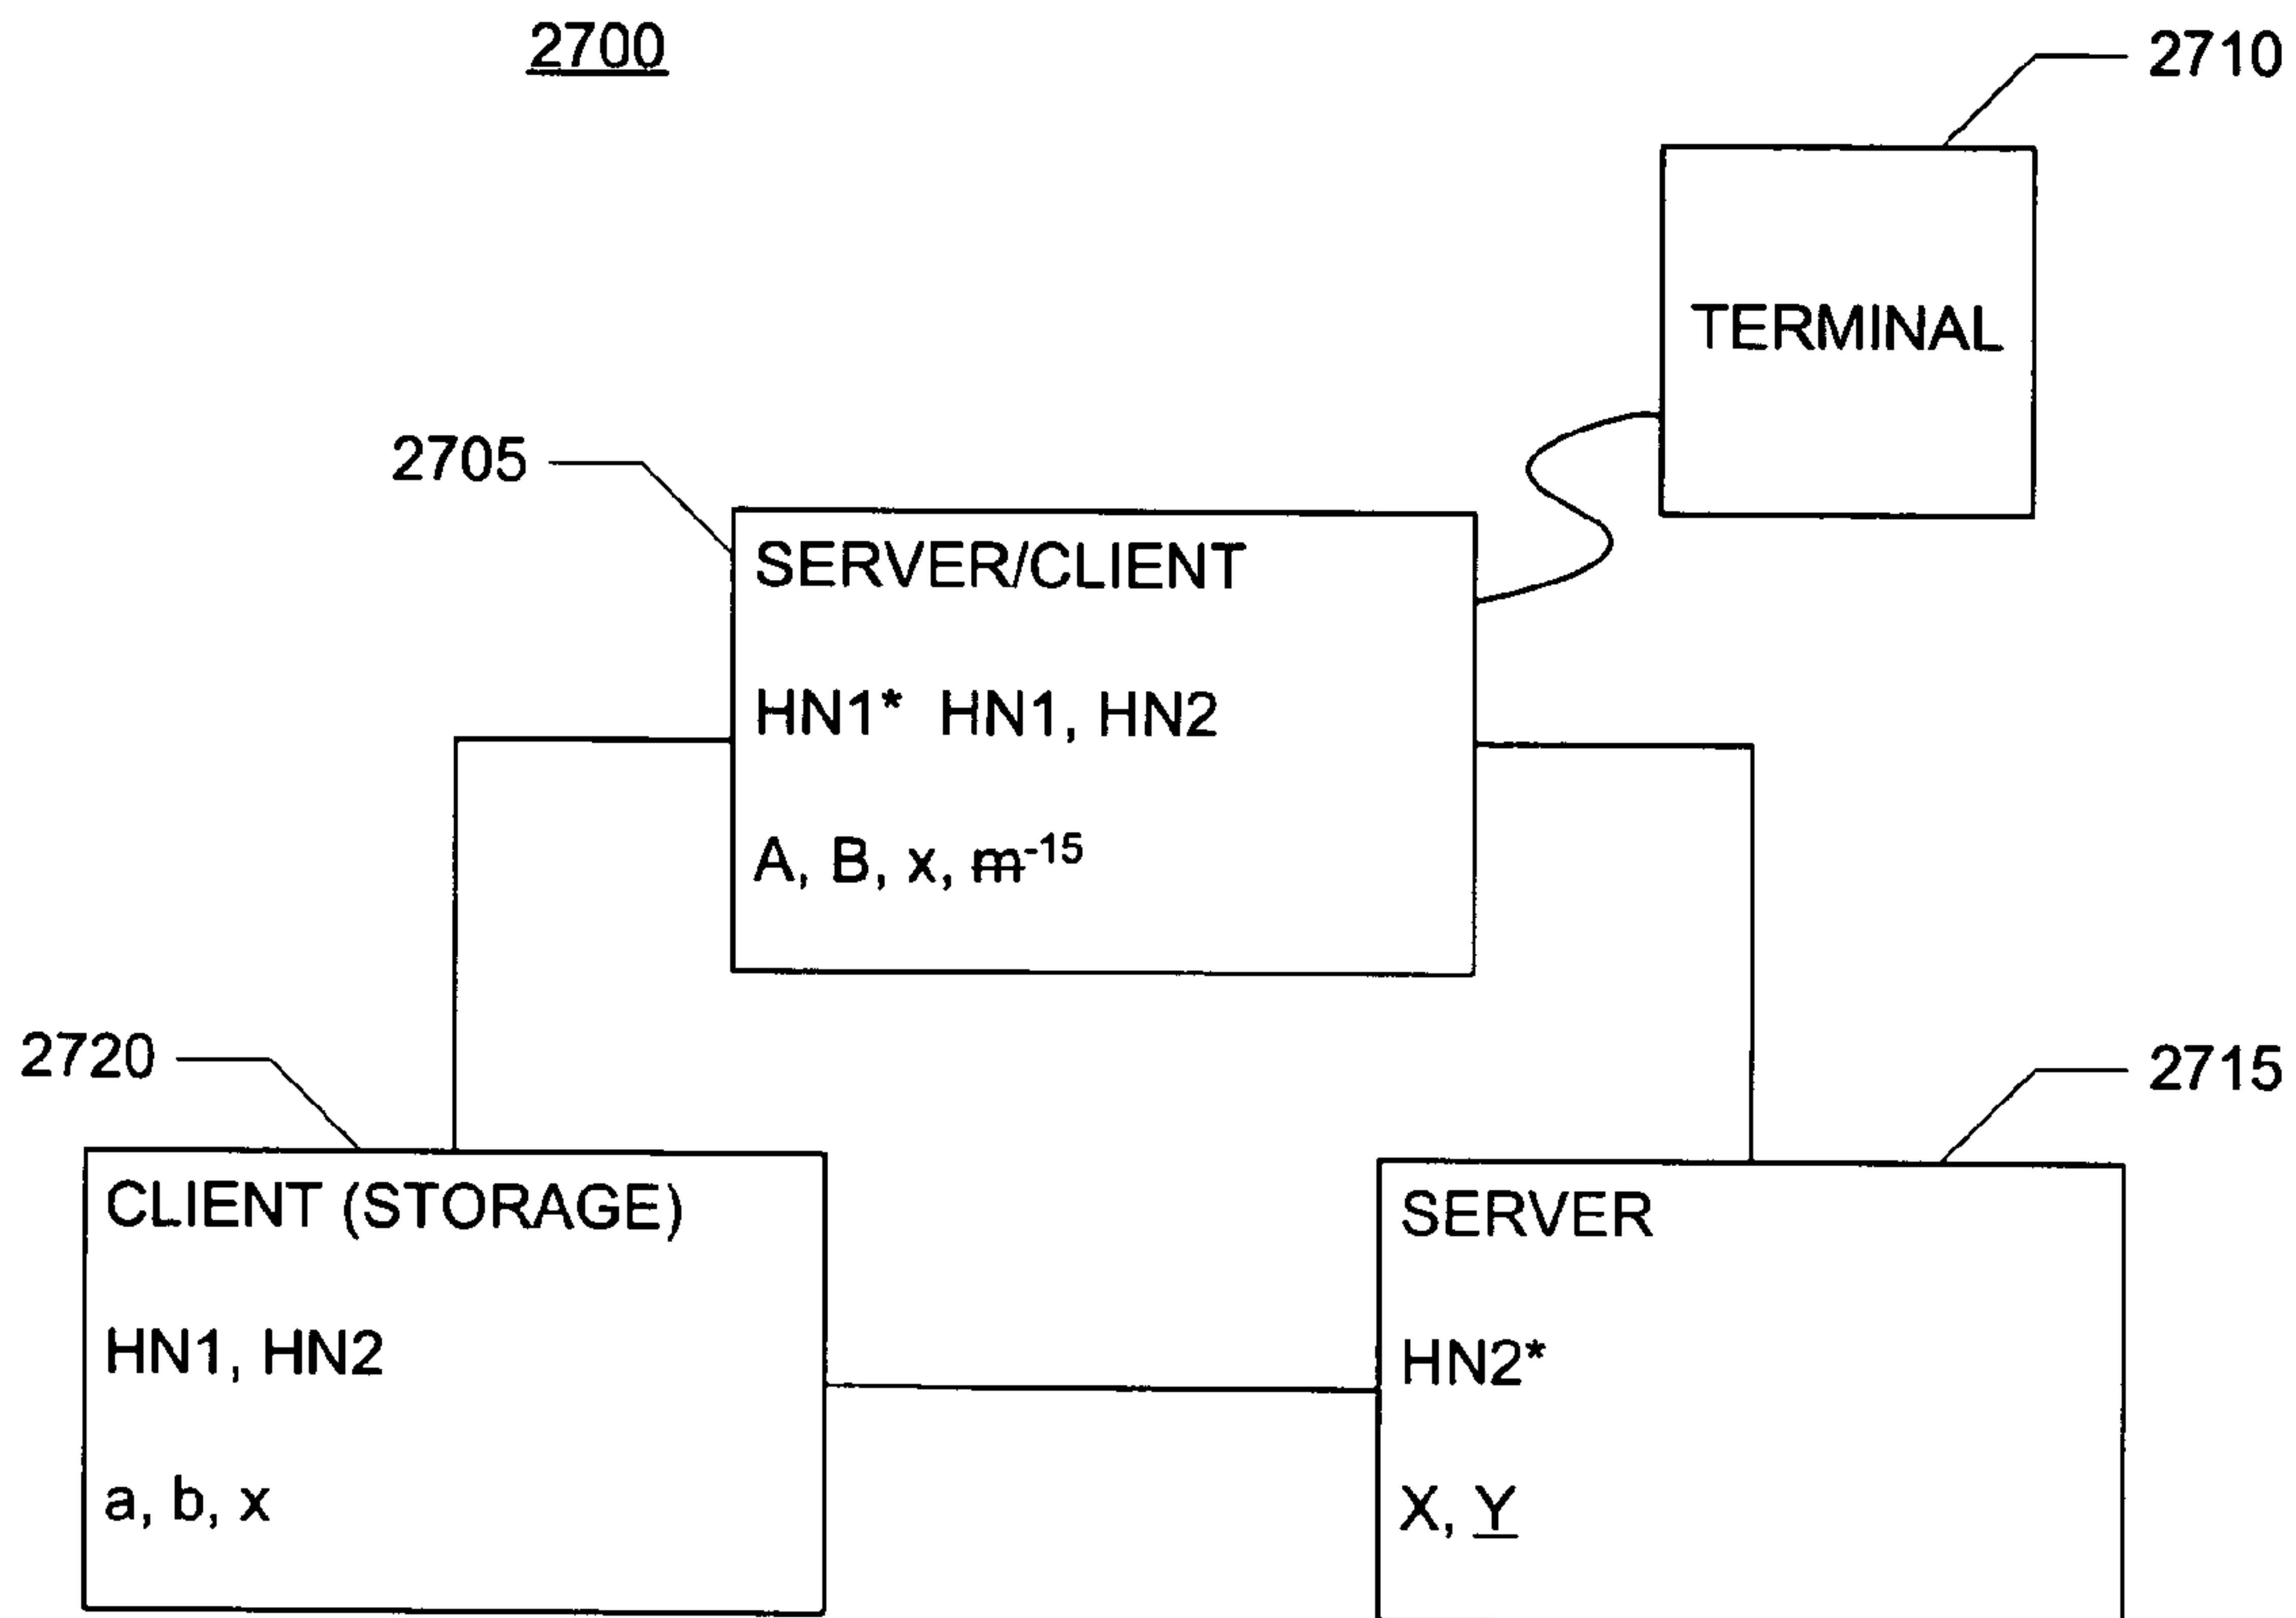 2700
2710
TERMINAL
2705
SERVER/CLIENT
HN1* HN1, HN2
A, B, x, m-15
2720
2715
CLIENT (STORAGE)
HN1, HN2
a, b, x
SERVER
HN2*
X, Y